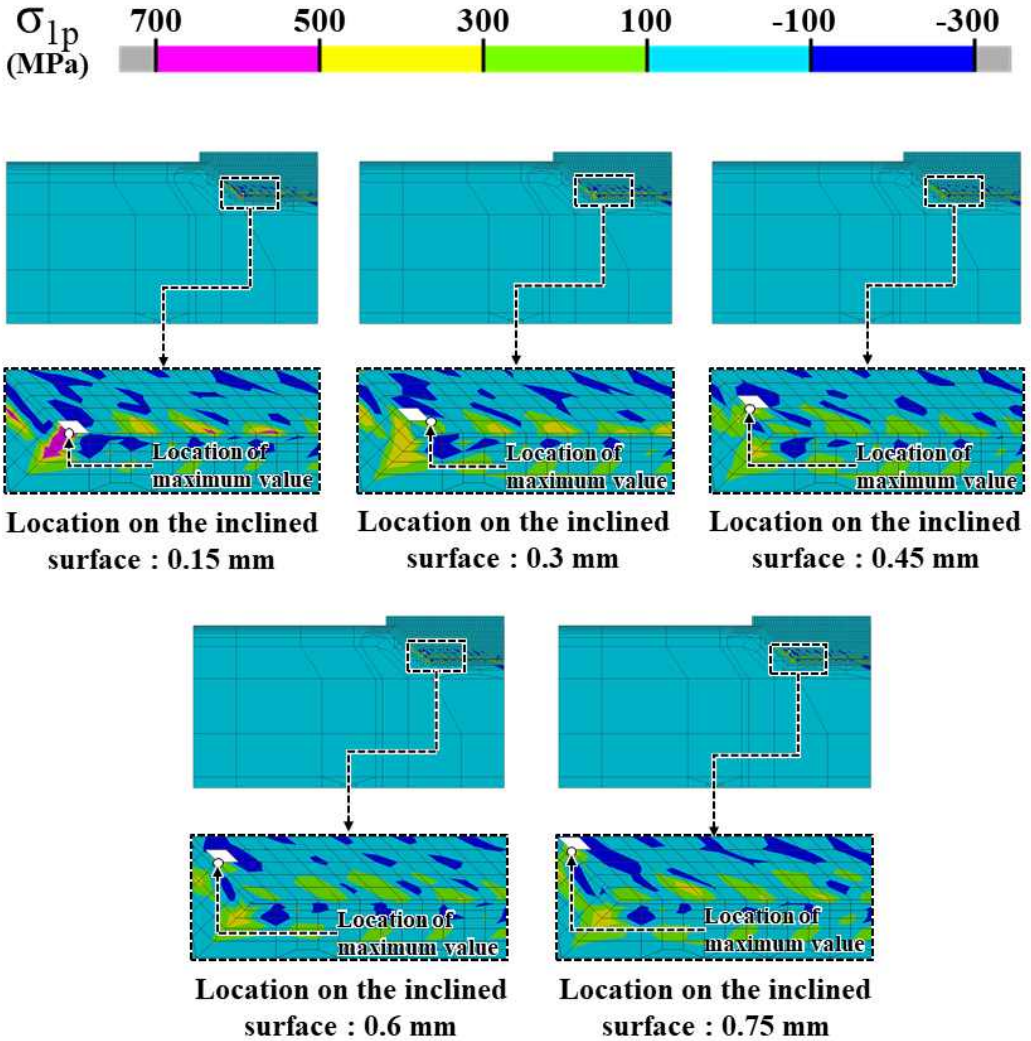 σ1p 700 500 300 100 -100 -300
(MPa)
Location of
maximum value
Location of
maximum value
Location of
maximum value
Location on the inclined
surface : 0.15 mm
Location on the inclined
surface : 0.3 mm
Location on the inclined
surface : 0.45 mm
Location of
maximum value
Location of
maximum value
Location on the inclined
surface : 0.6 mm
Location on the inclined
surface : 0.75 mm